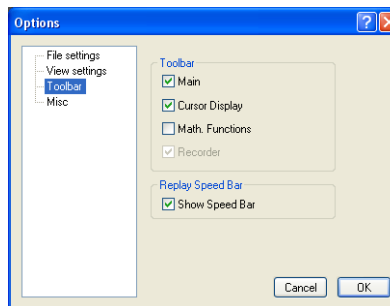 Options
File settings
View settings
Toolbar
Misc
Toolbar
Main
Cursor Display
Math. Functions
Recorder
Replay Speed Bar
Show Speed Bar
Cancel
OK